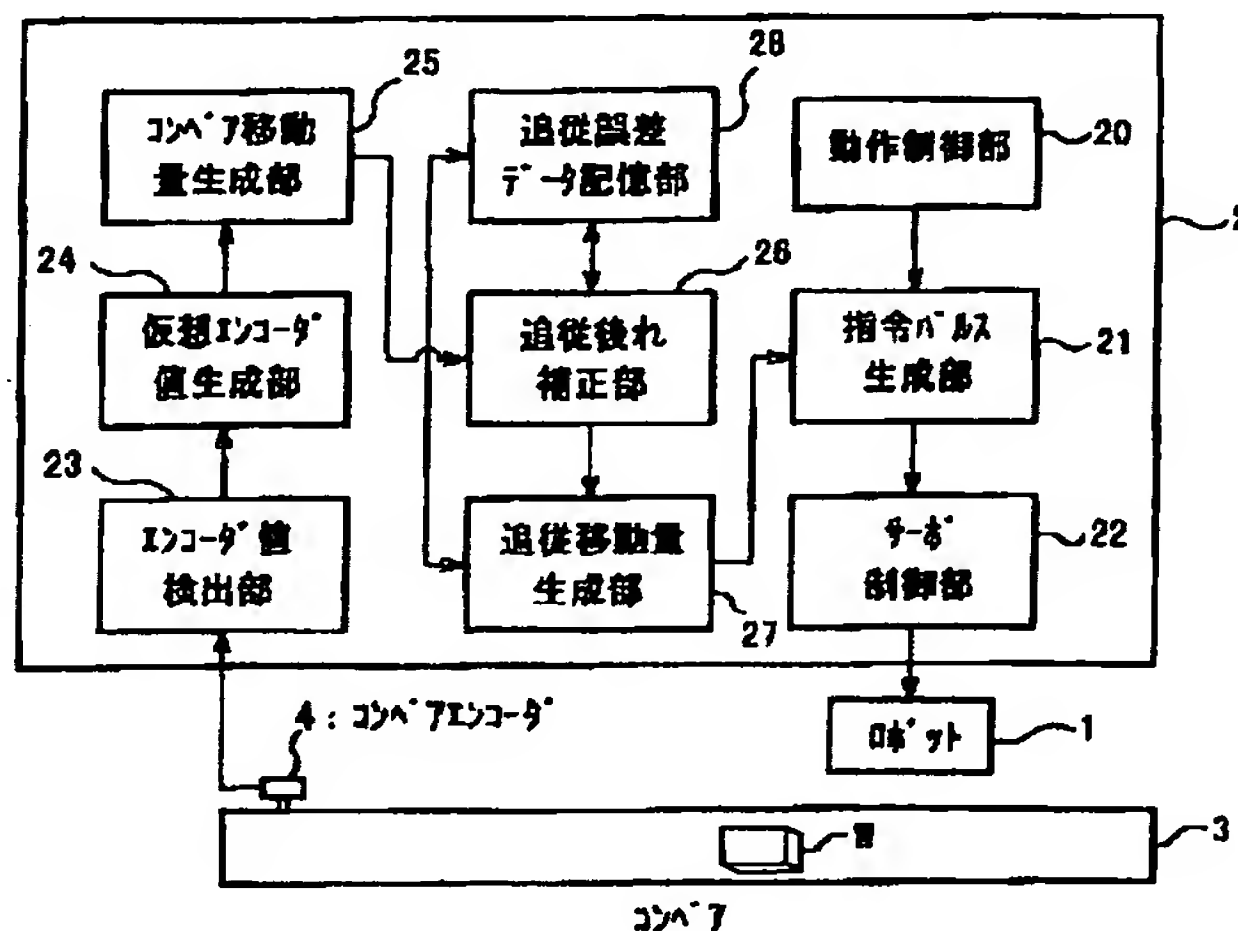 25
コンベア移動
量生成部
28
追従誤差
データ記憶部
動作制御部
20
2
24
仮想エンコーダ
値生成部
26
追従後れ
補正部
指令パルス
生成部
21
23
エンコーダ値
検出部
追従移動量
生成部
27
サーボ
制御部
22
4:コンベアエンコーダ
ロボット
1
W
3
コンベア